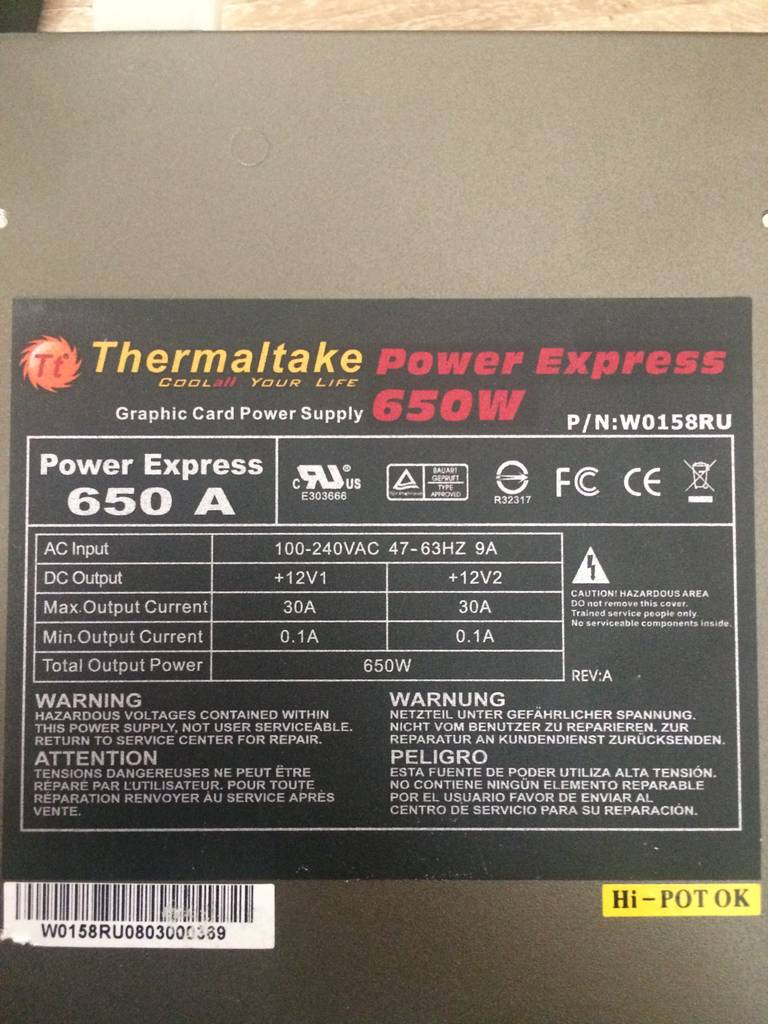 Tt
Thermaltake
COOLall YOUR LIFE
Power Express
650W
Graphic Card Power Supply
P/N:W0158RU
Power Express
650 A
c RU ® US
E303666
BAUART
GEPRÜFT
TYPE
APPROVED
R32317
FC
CE
AC Input 100-240VAC 47-63HZ 9A
DC Output +12V1 +12V2
Max.Output Current 30A 30A
Min.Output Current 0.1A 0.1A
Total Output Power 650W
CAUTION! HAZARDOUS AREA
DO not remove this cover.
Trained service people only.
No serviceable components inside.
REV:A
WARNING
HAZARDOUS VOLTAGES CONTAINED WITHIN
THIS POWER SUPPLY, NOT USER SERVICEABLE.
RETURN TO SERVICE CENTER FOR REPAIR.
ATTENTION
TENSIONS DANGEREUSES NE PEUT ÊTRE
RÉPARÉ PAR L'UTILISATEUR. POUR TOUTE
RÉPARATION RENVOYER ÀU SERVICE APRÈS
VENTE.
WARNUNG
NETZTEIL UNTER GEFÄHRLICHER SPANNUNG.
NICHT VOM BENUTZER ZU REPARIEREN. ZUR
REPARATUR AN KUNDENDIENST ZURÜCKSENDEN.
PELIGRO
ESTA FUENTE DE PODER UTILIZA ALTA TENSIÓN.
NO CONTIENE NINGÚN ELEMENTO REPARABLE
POR EL USUARIO FAVOR DE ENVIAR AL
CENTRO DE SERVICIO PARA SU REPARACIÓN.
W0158RU0803000369
Hi-POT OK